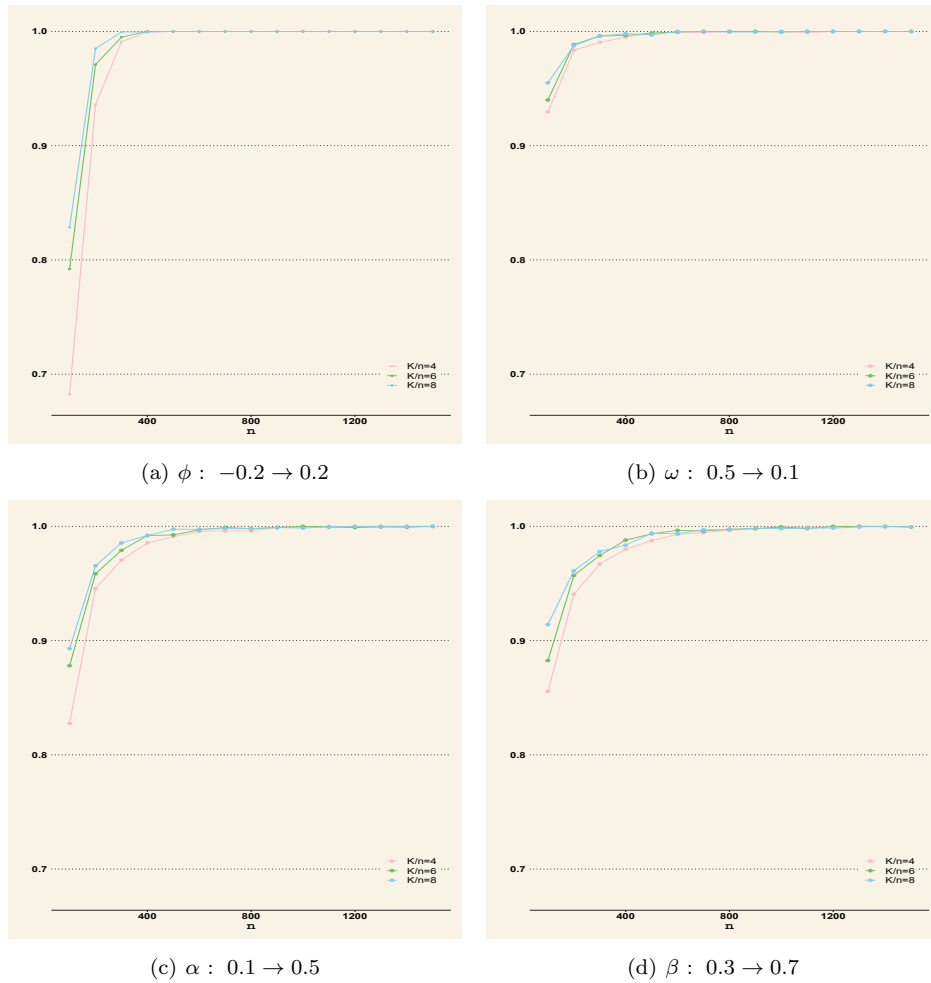 1.0
0.9
0.8
0.7
K/n=4
K/n=6
K/n=8
400 800 1200
n
(a) ϕ : −0.2 → 0.2
1.0
0.9
0.8
0.7
K/n=4
K/n=6
K/n=8
400 800 1200
n
(b) ω : 0.5 → 0.1
1.0
0.9
0.8
0.7
K/n=4
K/n=6
K/n=8
400 800 1200
n
(c) α : 0.1 → 0.5
1.0
0.9
0.8
0.7
K/n=4
K/n=6
K/n=8
400 800 1200
n
(d) β : 0.3 → 0.7